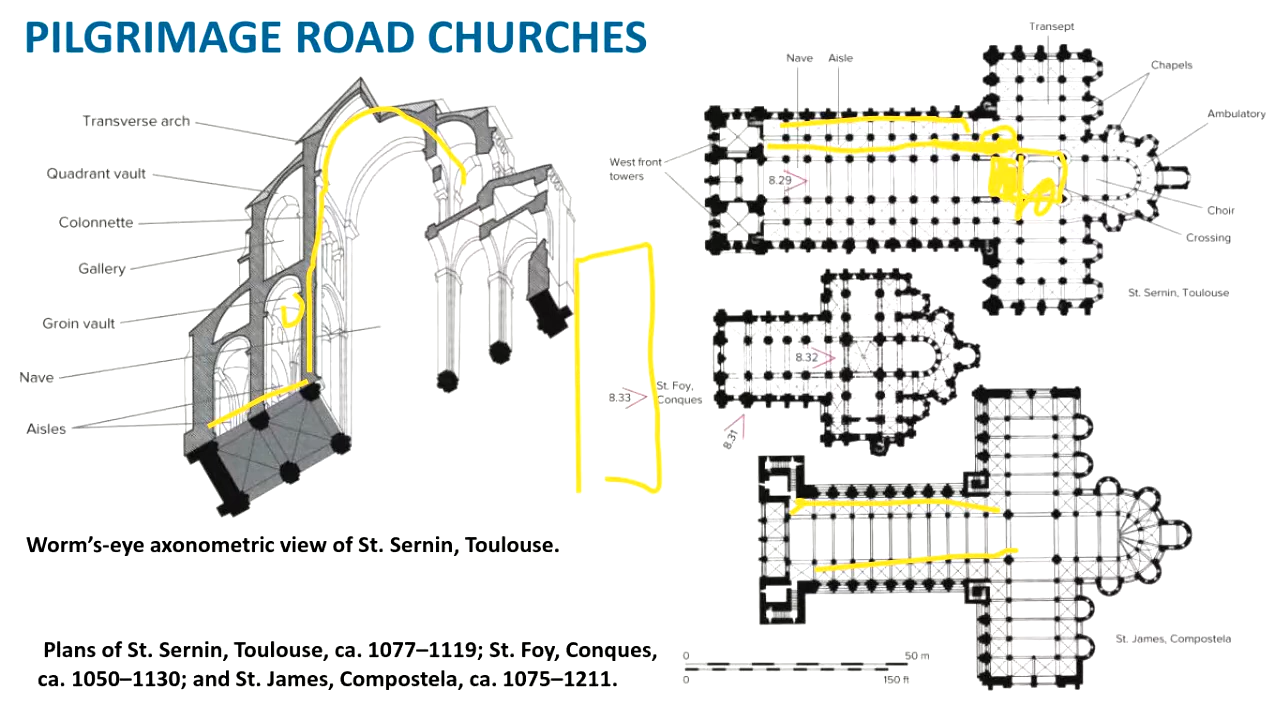 PILGRIMAGE ROAD CHURCHES
Transverse arch
Quadrant vault
Colonnette
Gallery
Groin vault
Nave
Aisles
Worm’s-eye axonometric view of St. Sernin, Toulouse.
Plans of St. Sernin, Toulouse, ca. 1077–1119; St. Foy, Conques,
ca. 1050–1130; and St. James, Compostela, ca. 1075–1211.
Transept
Nave Aisle
Chapels
Ambulatory
West front
towers
8.29
Choir
Crossing
St. Sernin, Toulouse
8.32
8.33
St. Foy,
Conques
8.31
St. James, Compostela
0 50 m
0 150 ft